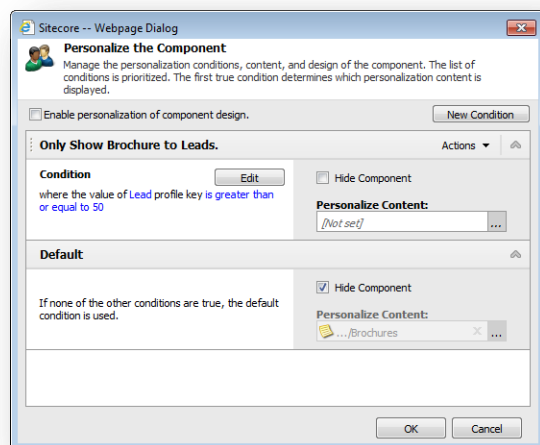 Sitecore -- Webpage Dialog
Personalize the Component
Manage the personalization conditions, content, and design of the component. The list of
conditions is prioritized. The first true condition determines which personalization content is
displayed.
Enable personalization of component design.
New Condition
Only Show Brochure to Leads.
Actions
Condition
Edit
Hide Component
where the value of Lead profile key is greater than
or equal to 50
Personalize Content:
[Not set]
...
Default
Hide Component
If none of the other conditions are true, the default
condition is used.
Personalize Content:
.../Brochures
...
OK
Cancel